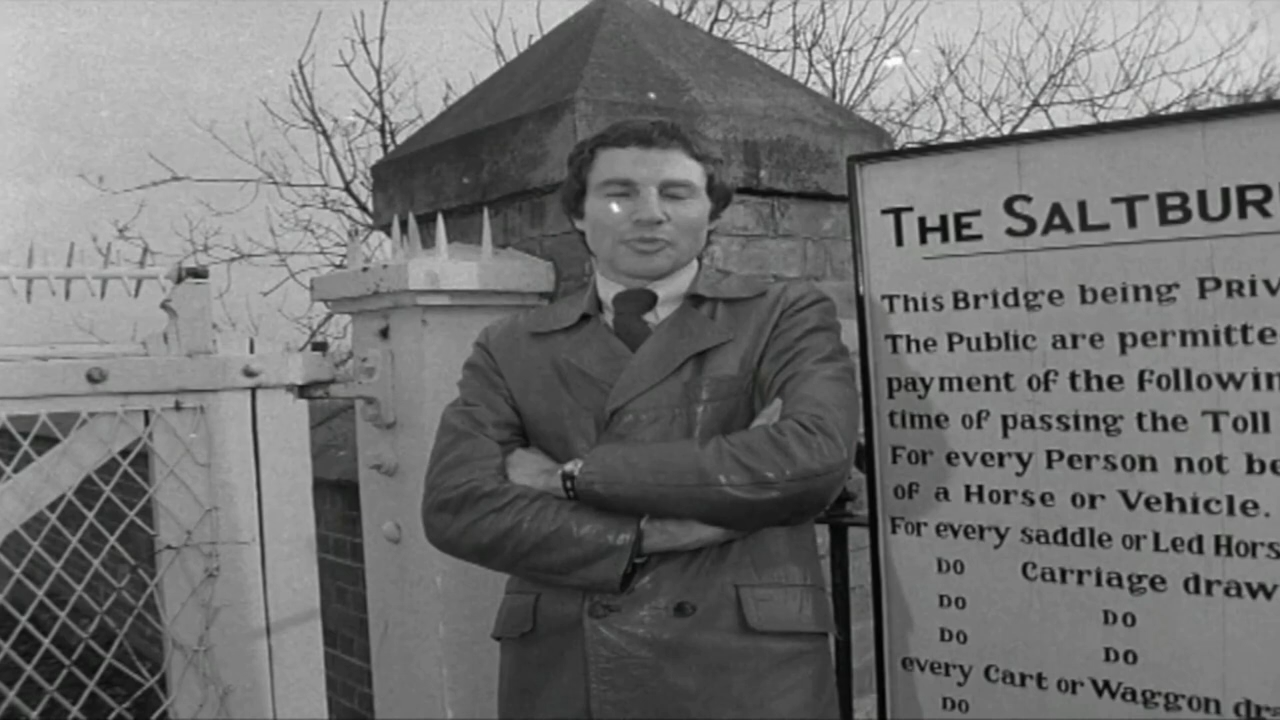 THE SALTBUR
This Bridge being PRIV
The Public are permitte
payment of the followin
time of passing the Toll
For every Person not be
of a Horse or Vehicle.
For every saddle or Led Hors
DO Carriage draw
DO DO
DO DO
every Cart or Waggon dra
DO